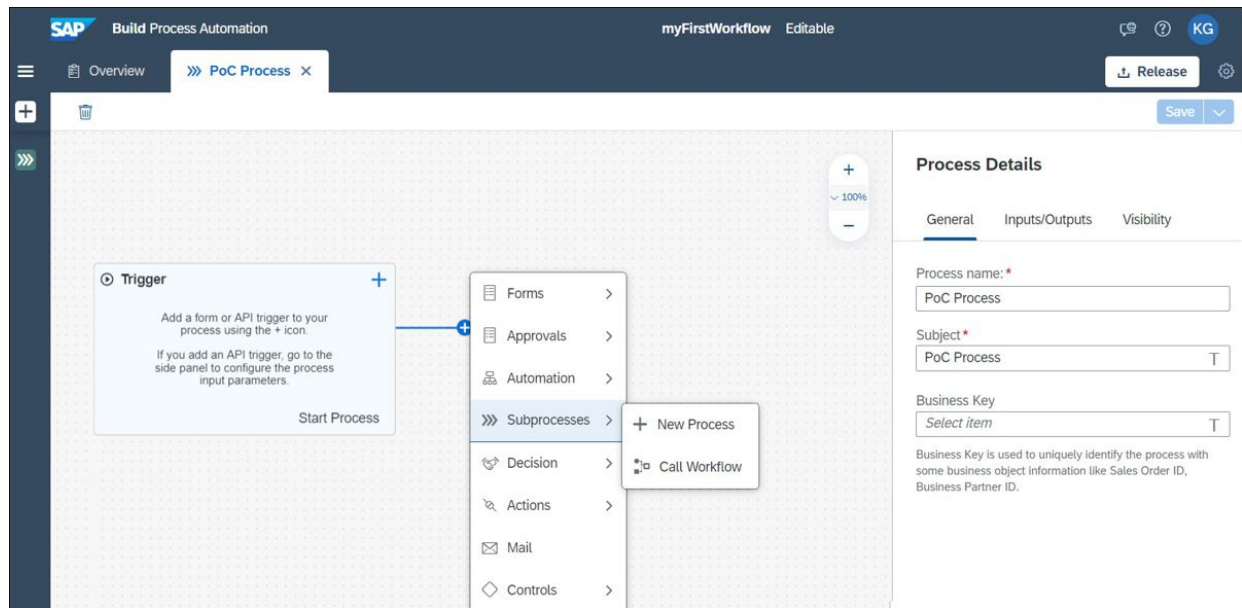 SAP Build Process Automation
myFirstWorkflow Editable
KG
Overview
PoC Process
Release
Save
100%
Trigger
Add a form or API trigger to your
process using the + icon.
If you add an API trigger, go to the
side panel to configure the process
input parameters.
Start Process
Forms
Approvals
Automation
Subprocesses
Decision
Actions
Mail
Controls
New Process
Call Workflow
Process Details
General Inputs/Outputs Visibility
Process name:*
PoC Process
Subject*
PoC Process
T
Business Key
Select item
T
Business Key is used to uniquely identify the process with
some business object information like Sales Order ID,
Business Partner ID.